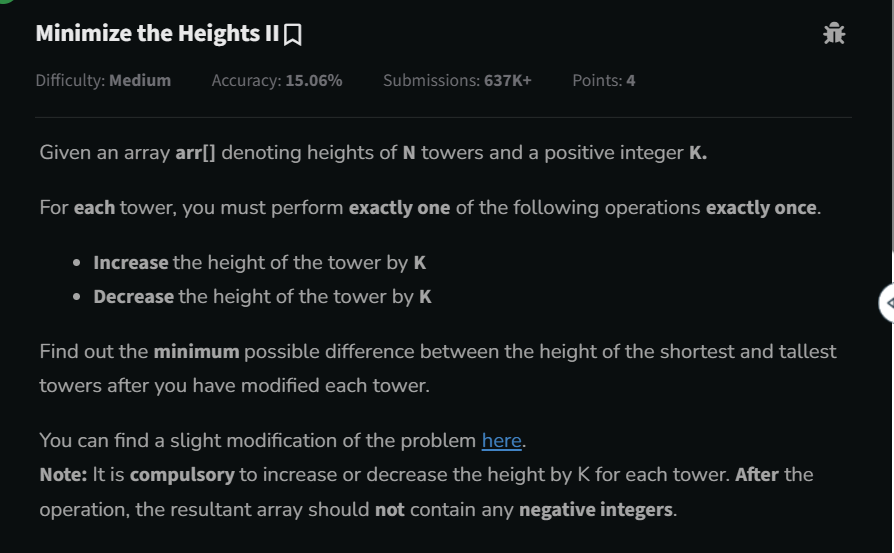 Minimize the Heights II
Difficulty: Medium Accuracy: 15.06% Submissions: 637K+ Points: 4
Given an array arr[] denoting heights of N towers and a positive integer K.
For each tower, you must perform exactly one of the following operations exactly once.
• Increase the height of the tower by K
• Decrease the height of the tower by K
Find out the minimum possible difference between the height of the shortest and tallest
towers after you have modified each tower.
You can find a slight modification of the problem here.
Note: It is compulsory to increase or decrease the height by K for each tower. After the
operation, the resultant array should not contain any negative integers.